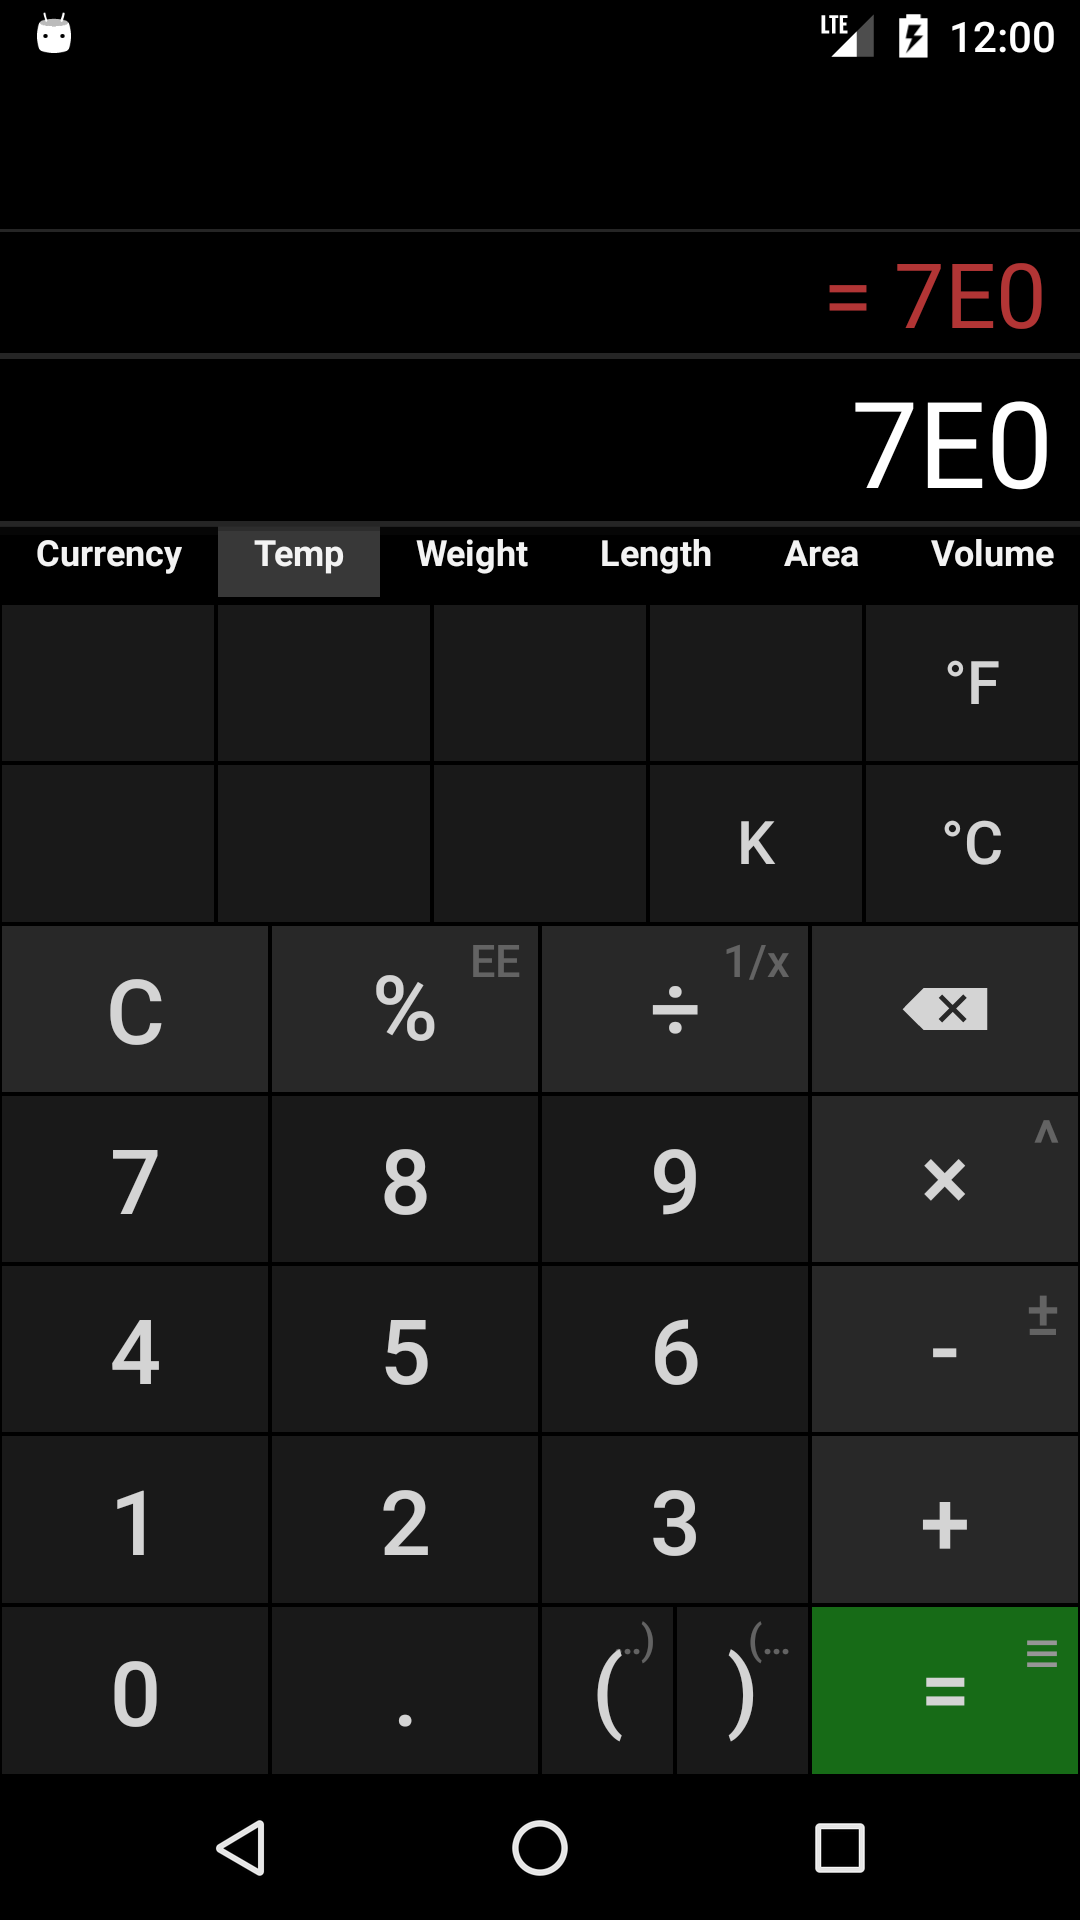 LTE 12:00
= 7E0
7E0
Currency Temp Weight Length Area Volume
°F
K °C
C % EE ÷ 1/x
7 8 9 × ^
4 5 6 - ±
1 2 3 +
0 . ( ..) ) (... =